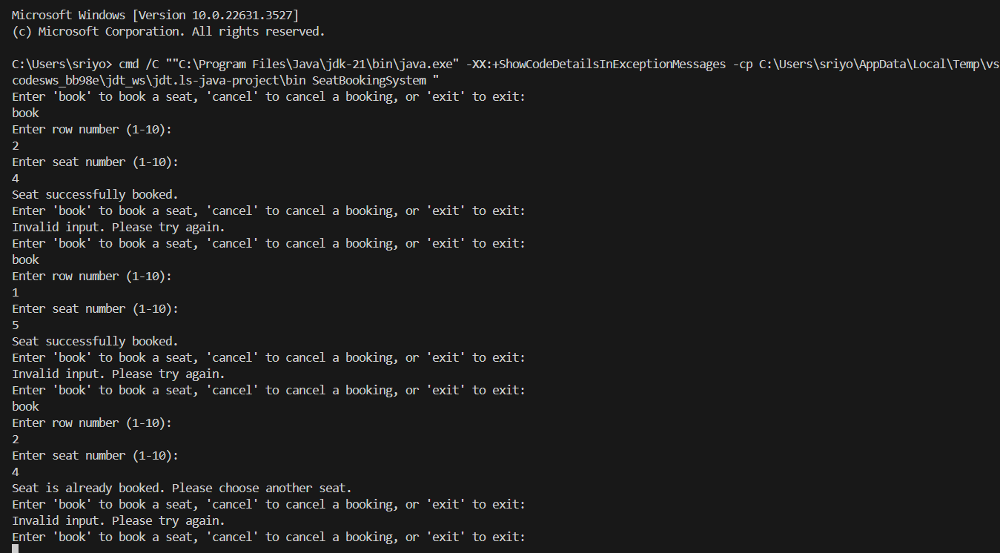 Microsoft Windows [Version 10.0.22631.3527]
(c) Microsoft Corporation. All rights reserved.
C:\Users\sriyo> cmd /C ""C:\Program Files\Java\jdk-21\bin\java.exe" -XX:+ShowCodeDetailsInExceptionMessages -cp C:\Users\sriyo\AppData\Local\Temp\vs
codesws_bb98e\jdt_ws\jdt.ls-java-project\bin SeatBookingSystem "
Enter 'book' to book a seat, 'cancel' to cancel a booking, or 'exit' to exit:
book
Enter row number (1-10):
2
Enter seat number (1-10):
4
Seat successfully booked.
Enter 'book' to book a seat, 'cancel' to cancel a booking, or 'exit' to exit:
Invalid input. Please try again.
Enter 'book' to book a seat, 'cancel' to cancel a booking, or 'exit' to exit:
book
Enter row number (1-10):
1
Enter seat number (1-10):
5
Seat successfully booked.
Enter 'book' to book a seat, 'cancel' to cancel a booking, or 'exit' to exit:
Invalid input. Please try again.
Enter 'book' to book a seat, 'cancel' to cancel a booking, or 'exit' to exit:
book
Enter row number (1-10):
2
Enter seat number (1-10):
4
Seat is already booked. Please choose another seat.
Enter 'book' to book a seat, 'cancel' to cancel a booking, or 'exit' to exit:
Invalid input. Please try again.
Enter 'book' to book a seat, 'cancel' to cancel a booking, or 'exit' to exit: